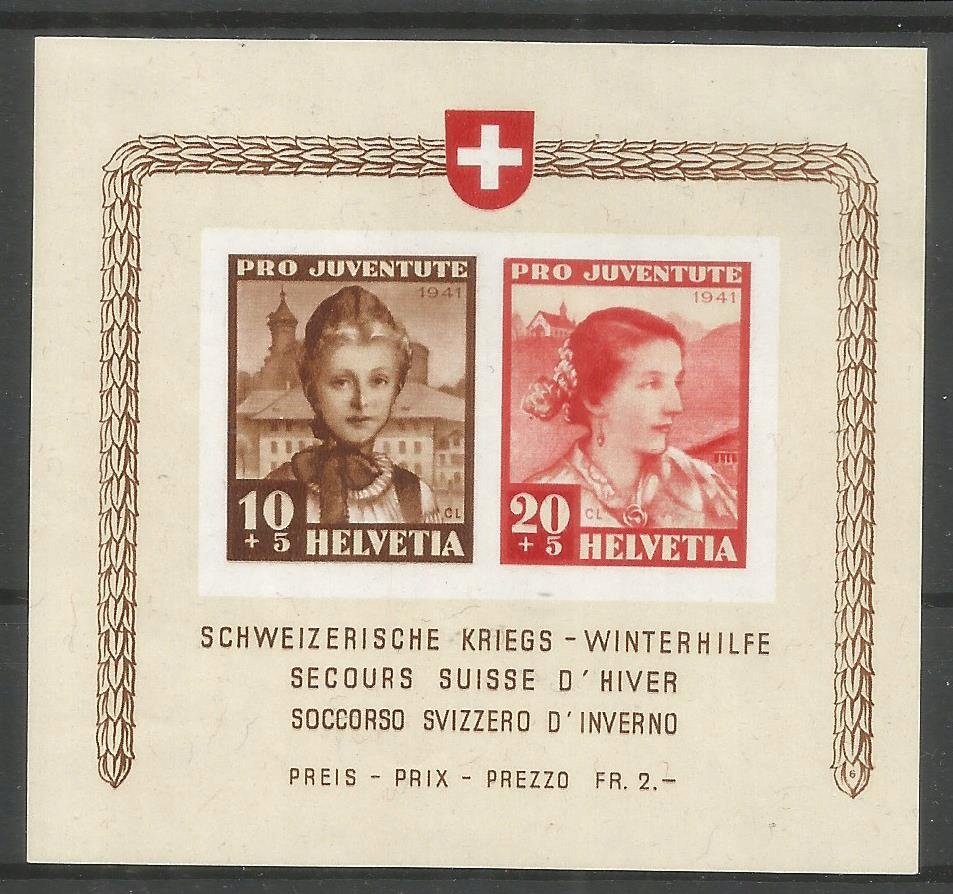 PRO JUVENTUTE
1941
CL
10
+ 5
HELVETIA
PRO JUVENTUTE
1941
CL
20
+ 5
HELVETIA
SCHWEIZERISCHE KRIEGS - WINTERHILFE
SECOURS SUISSE D'HIVER
SOCCORSO SVIZZERO D'INVERNO
PREIS - PRIX - PREZZO FR. 2.-
6